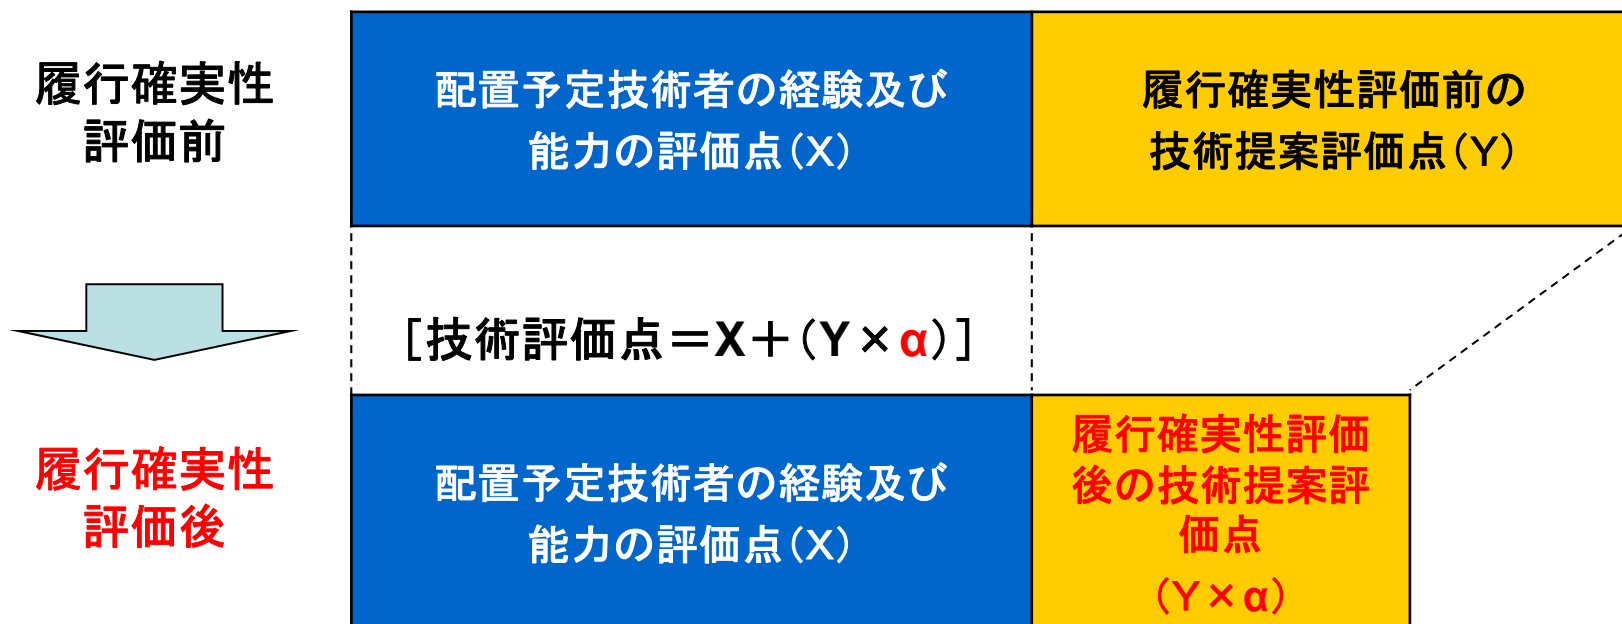 履行確実性
評価前
配置予定技術者の経験及び
能力の評価点(X)
履行確実性評価前の
技術提案評価点(Y)
[技術評価点＝X＋(Y×α)]
履行確実性
評価後
配置予定技術者の経験及び
能力の評価点(X)
履行確実性評価
後の技術提案評
価点
(Y×α)